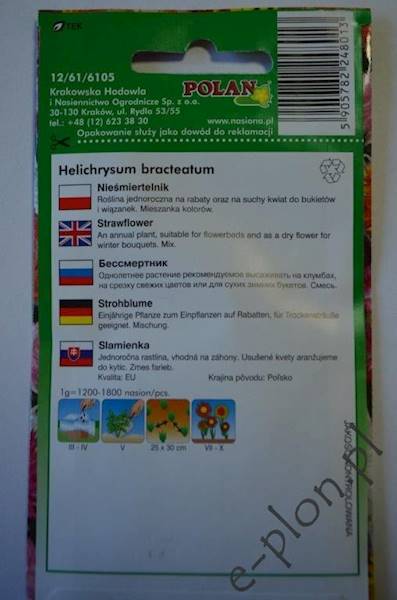 TEK
12/61/6105
Krakowska Hodowla
i Nasiennictwo Ogrodnicze Sp. z o.o.
30-130 Kraków, ul. Rydla 53/55
tel.: +48 (12) 623 38 30
POLAN
www.nasiona.pl
Opakowanie służy jako dowód do reklamacji
5 905782 248013
Helichrysum bracteatum
Nieśmiertelnik
Roślina jednoroczna na rabaty oraz na suchy kwiat do bukietów
i wiązanek. Mieszanka kolorów.
Strawflower
An annual plant, suitable for flowerbeds and as a dry flower for
winter bouquets. Mix.
Бессмертник
Однолетнее растение рекомендуемое высаживать на клумбах,
на срезку свежих цветов или для сухих зимних букетов. Смесь.
Strohblume
Einjährige Pflanze zum Einpflanzen auf Rabatten, für Trockensträuße
geeignet. Mischung.
Slamienka
Jednoročna rastlina, vhodná na záhony. Usušené kvety aranžujeme
do kytic. Zmes farieb.
Kvalita: EU Krajina pôvodu: Poľsko
1g=1200-1800 nasion/pcs.
III - IV V 25 x 30 cm VII - X
JAKOŚĆ KONTROLOWANA
e-plon.pl